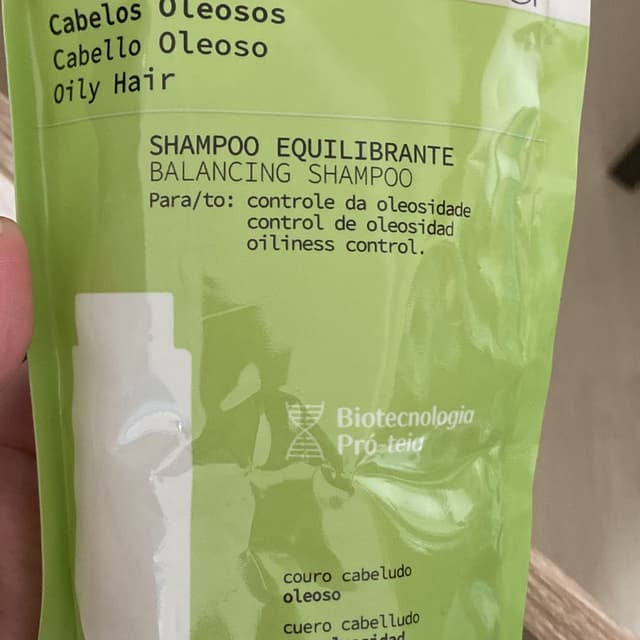 Cabelos Oleosos
Cabello Oleoso
Oily Hair
SHAMPOO EQUILIBRANTE
BALANCING SHAMPOO
Para/to: controle da oleosidade
control de oleosidad
oiliness control.
Biotecnologia
Pró-teia
couro cabeludo
oleoso
cuero cabelludo